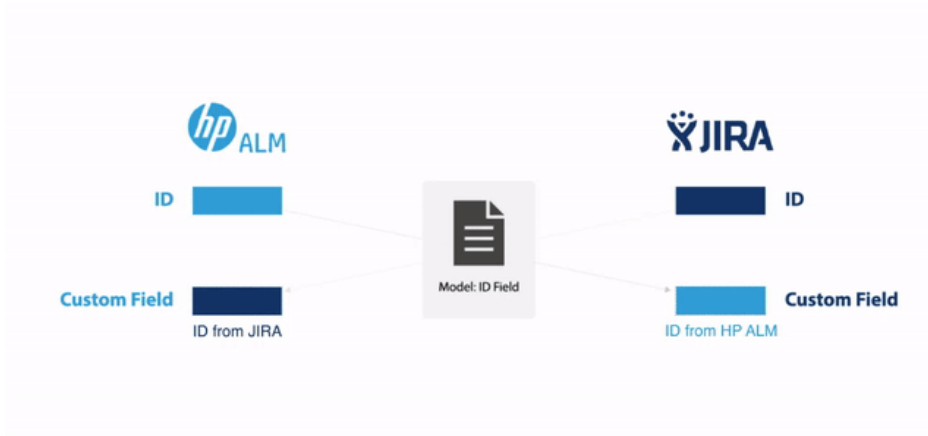 hp ALM
JIRA
ID
ID
Model: ID Field
Custom Field
Custom Field
ID from JIRA
ID from HP ALM